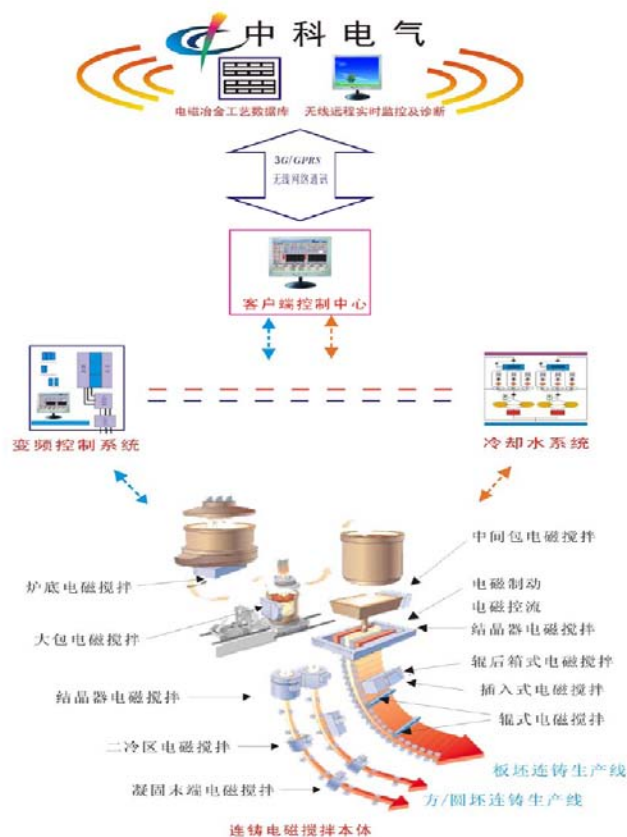 中科电气
电磁冶金工艺数据库
无线远程实时监控及诊断
3G/GPRS
无线网络通讯
客户端控制中心
变频控制系统
冷却水系统
中间包电磁搅拌
炉底电磁搅拌
电磁制动
电磁控流
大包电磁搅拌
结晶器电磁搅拌
辊后箱式电磁搅拌
结晶器电磁搅拌
插入式电磁搅拌
辊式电磁搅拌
二冷区电磁搅拌
板坯连铸生产线
凝固末端电磁搅拌
方/圆坯连铸生产线
连铸电磁搅拌本体